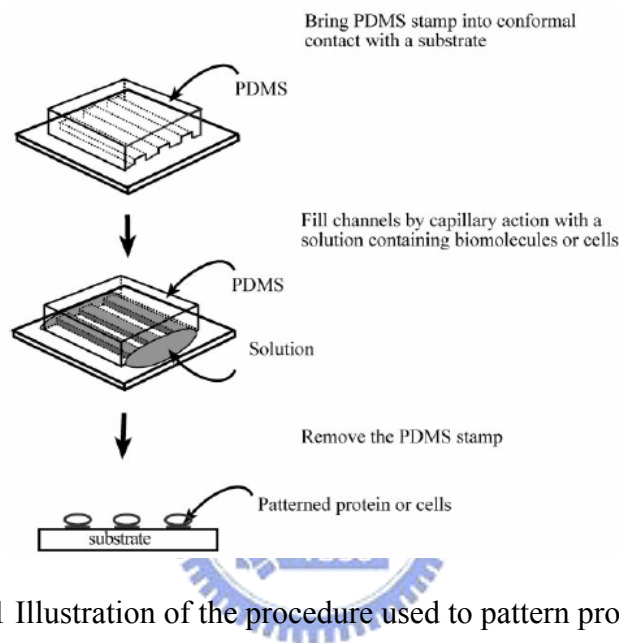 Bring PDMS stamp into conformal
contact with a substrate
PDMS
Fill channels by capillary action with a
solution containing biomolecules or cells
PDMS
Solution
Remove the PDMS stamp
Patterned protein or cells
substrate
1 Illustration of the procedure used to pattern pro